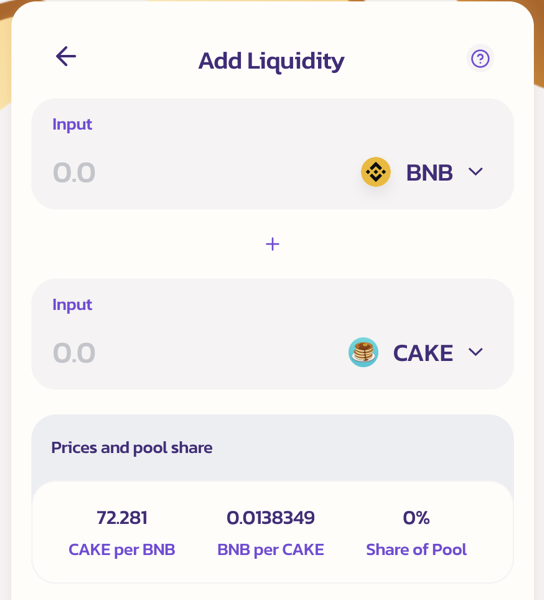 Add Liquidity
?
Input
0.0
BNB
+
Input
0.0
CAKE
Prices and pool share
72.281 0.0138349 0%
CAKE per BNB BNB per CAKE Share of Pool